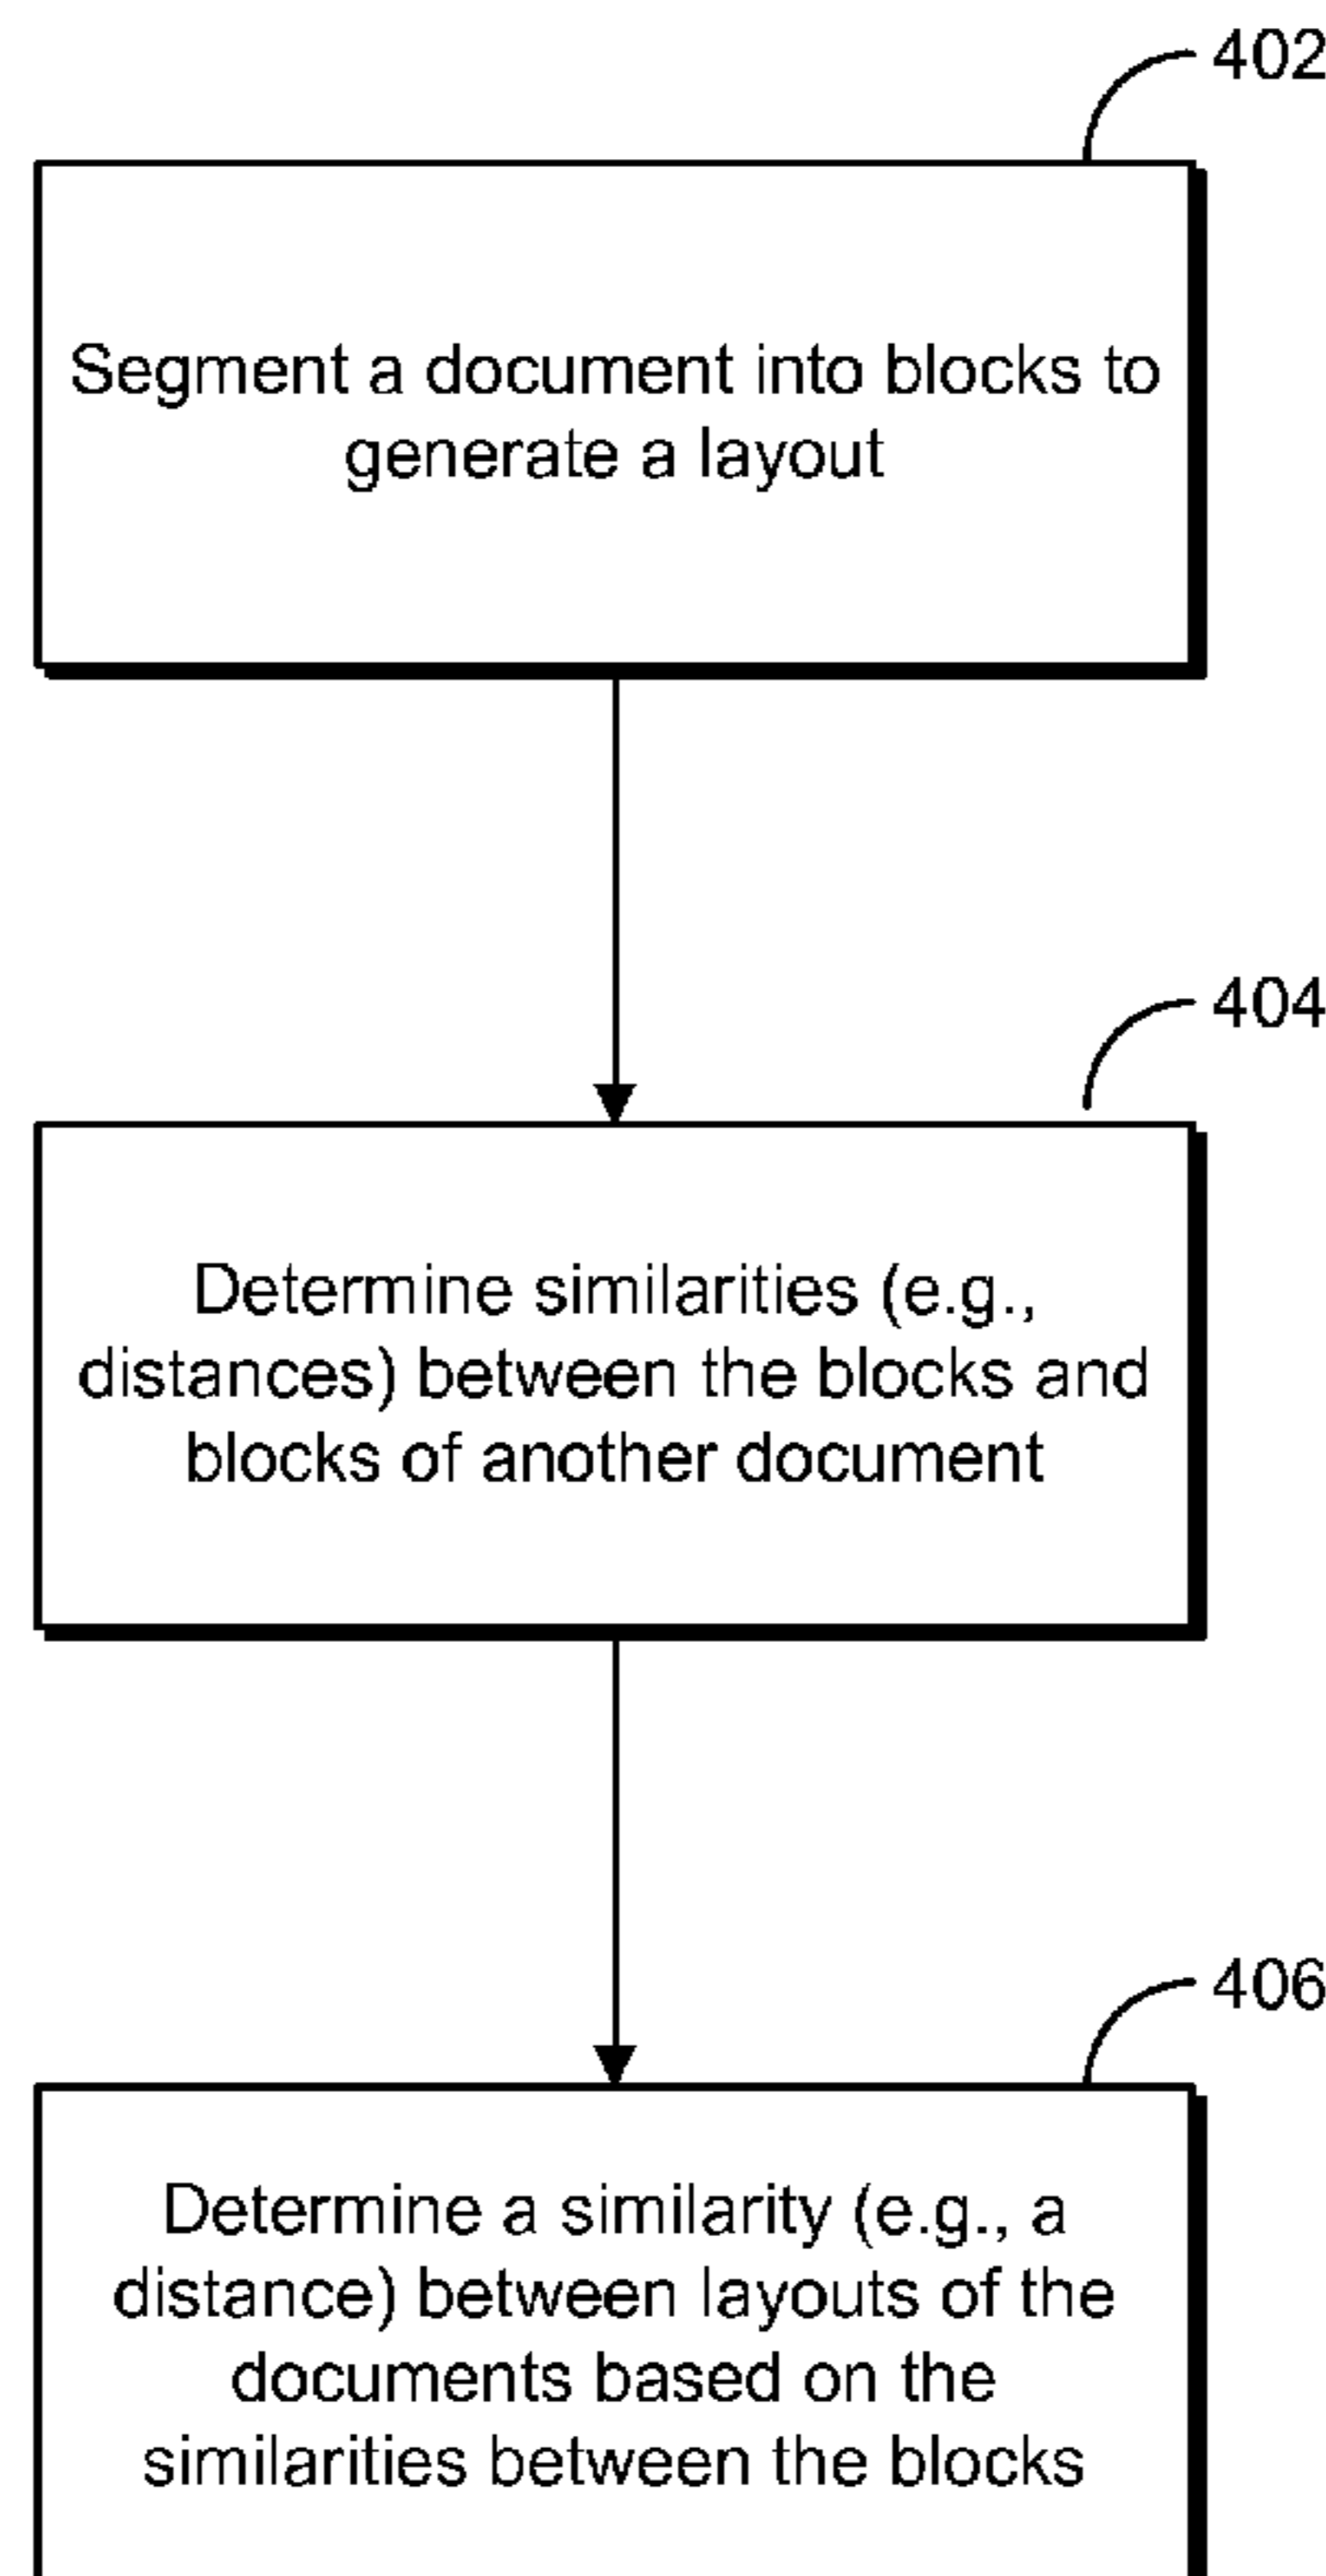 402
Segment a document into blocks to
generate a layout
404
Determine similarities (e.g.,
distances) between the blocks and
blocks of another document
406
Determine a similarity (e.g., a
distance) between layouts of the
documents based on the
similarities between the blocks